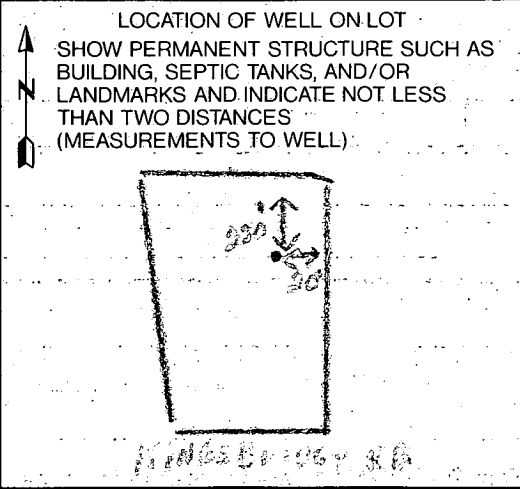 LOCATION OF WELL ON LOT
SHOW PERMANENT STRUCTURE SUCH AS
BUILDING, SEPTIC TANKS, AND/OR
N
LANDMARKS AND INDICATE NOT LESS
THAN TWO DISTANCES
(MEASUREMENTS TO WELL)